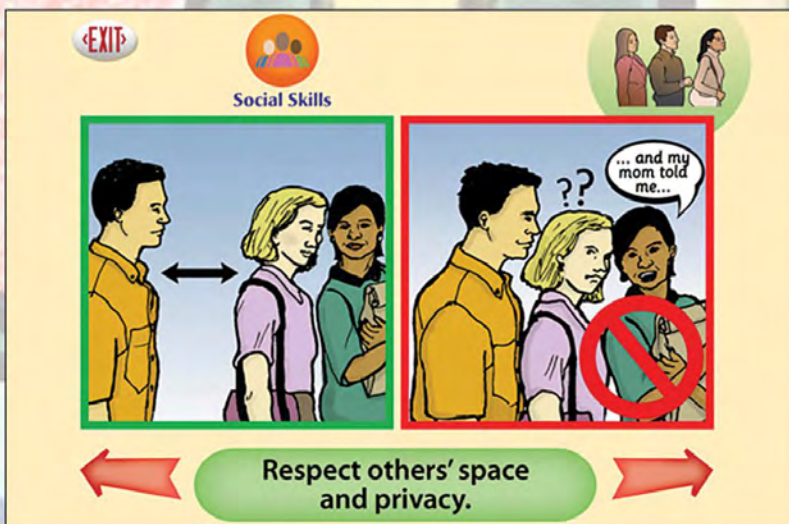 <EXIT>
Social Skills
??
... and my
mom told
me...
Respect others’ space
and privacy.